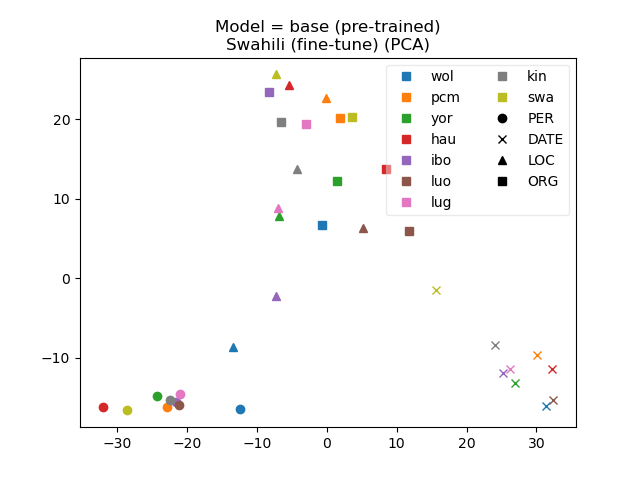 Model = base (pre-trained)
Swahili (fine-tune) (PCA)
wol
pcm
yor
hau
ibo
luo
lug
kin
swa
PER
DATE
LOC
ORG
20
10
0
−10
−30
−20
−10
0
10
20
30